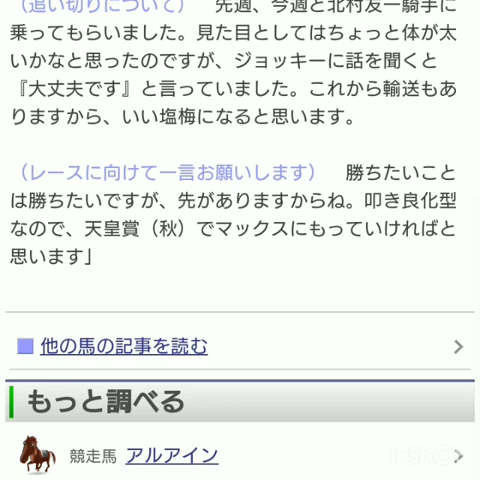 （追い切りについて）　先週、今週と北村友一騎手に
乗ってもらいました。見た目としてはちょっと体が太
いかなと思ったのですが、ジョッキーに話を聞くと
『大丈夫です』と言っていました。これから輸送もあ
りますから、いい塩梅になると思います。
（レースに向けて一言お願いします）　勝ちたいこと
は勝ちたいですが、先がありますからね。叩き良化型
なので、天皇賞（秋）でマックスにもっていければと
思います」
他の馬の記事を読む
もっと調べる
競走馬 アルアイン